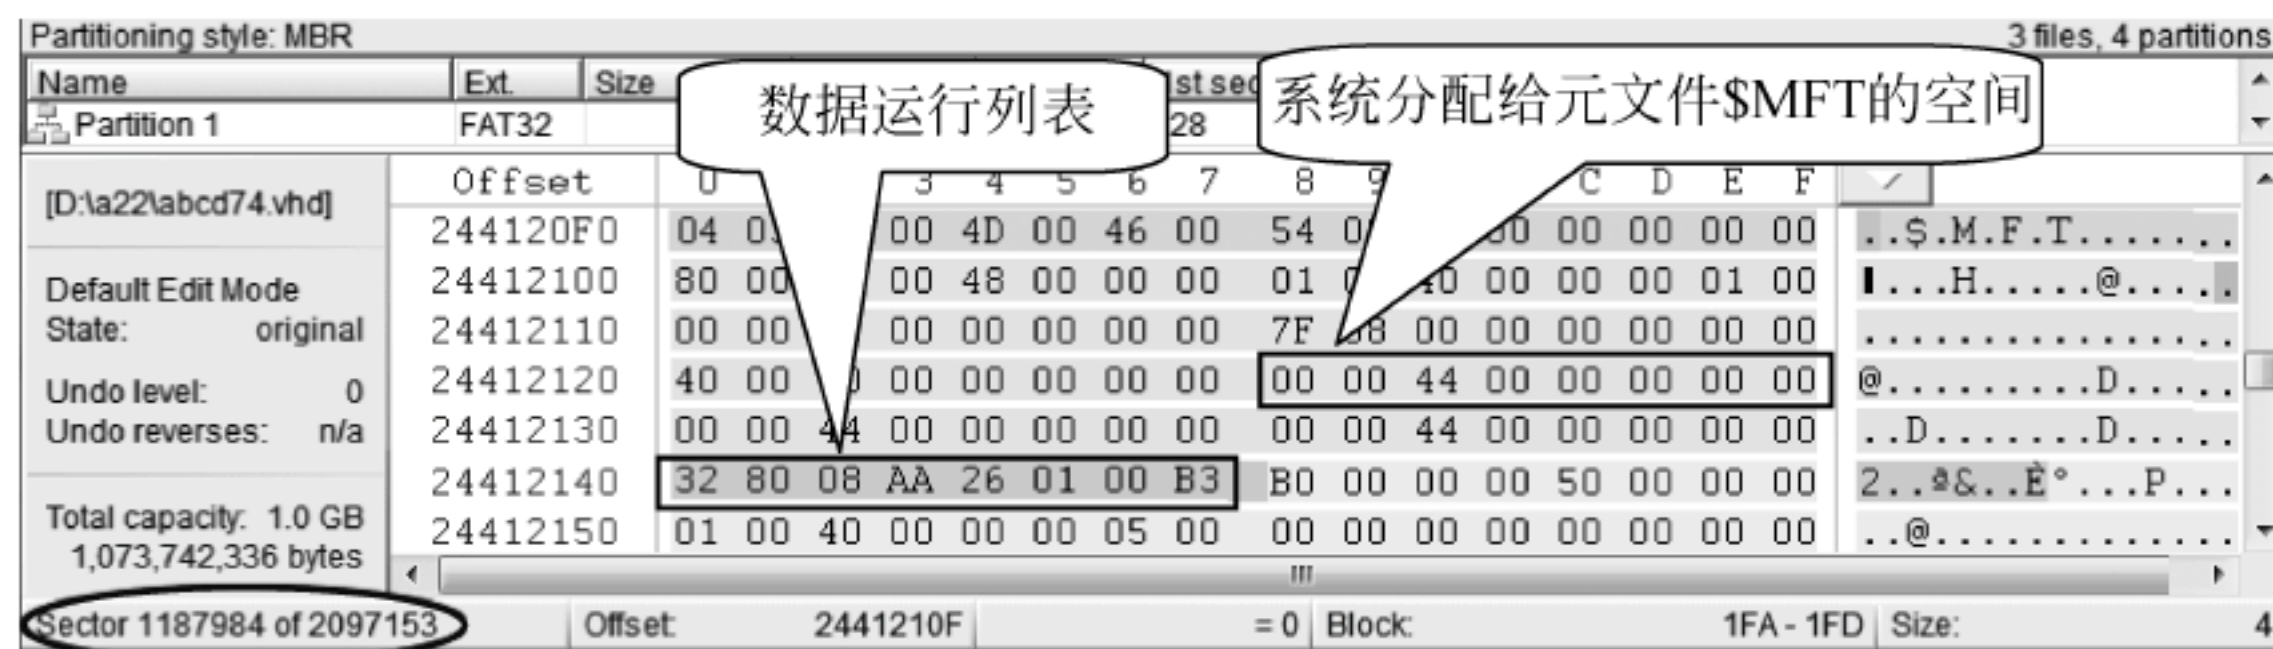 Partitioning style: MBR 3 files, 4 partitions
Name Ext. Size 1st sec
Partition 1 FAT32 28
数据运行列表
系统分配给元文件$MFT的空间
[D:\a22\abcd74.vhd]
Default Edit Mode
State: original
Undo level: 0
Undo reverses: n/a
Total capacity: 1.0 GB
1,073,742,336 bytes
Offset 0 3 4 5 6 7 8 9 C D E F
244120F0 04 00 4D 00 46 00 54 00 00 00 00 00 ..$.M.F.T.......
24412100 80 00 00 48 00 00 00 01 40 00 00 00 01 00 ...H.....@.....
24412110 00 00 00 00 00 00 00 7F 08 00 00 00 00 00 00 ................
24412120 40 00 00 00 00 00 00 00 00 44 00 00 00 00 00 @.........D.....
24412130 00 00 44 00 00 00 00 00 00 00 44 00 00 00 00 00 ..D.......D.....
24412140 32 80 08 AA 26 01 00 B3 B0 00 00 00 50 00 00 00 2..ª&..È°...P...
24412150 01 00 40 00 00 00 05 00 00 00 00 00 00 00 00 00 ..@.............
Sector 1187984 of 2097153 Offset: 2441210F = 0 Block: 1FA - 1FD Size: 4